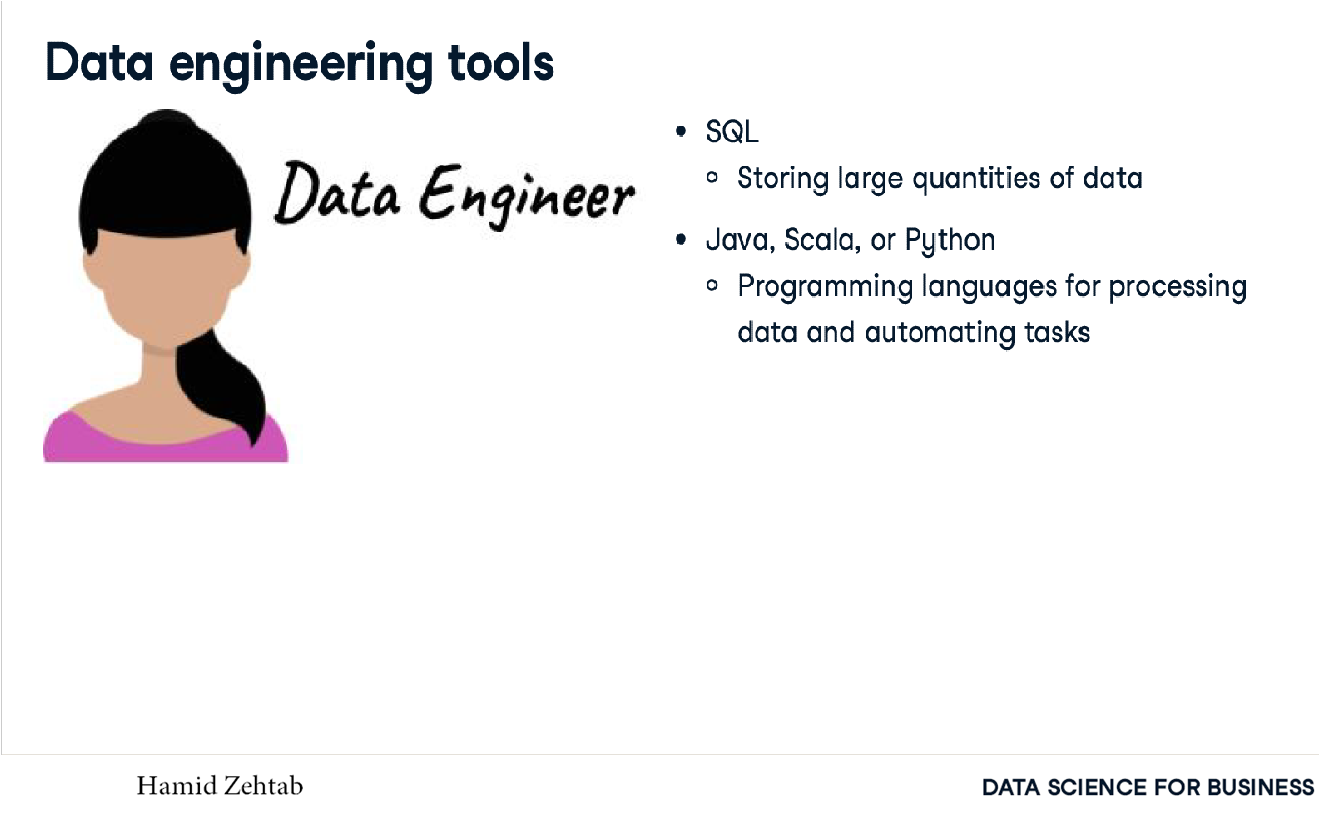 Data engineering tools
Data Engineer
• SQL
◦ Storing large quantities of data
• Java, Scala, or Python
◦ Programming languages for processing
data and automating tasks
Hamid Zehtab
DATA SCIENCE FOR BUSINESS